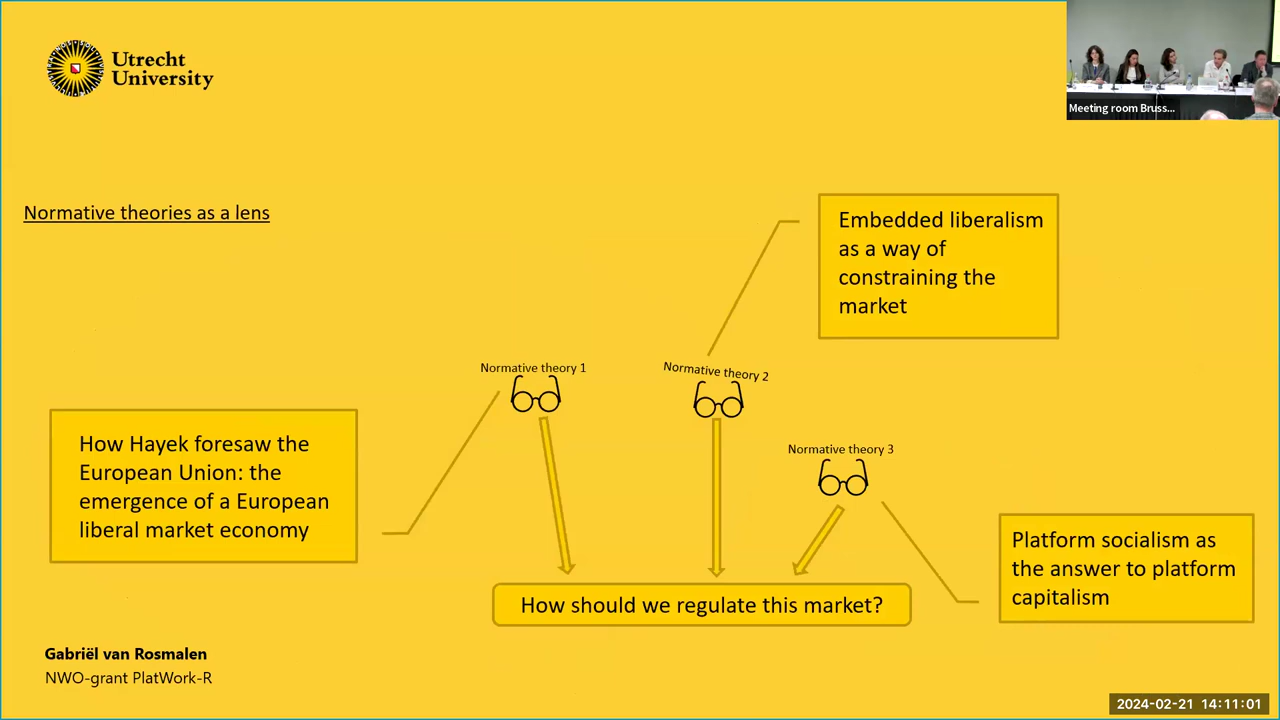 Utrecht
University
Meeting room Bruss...
Normative theories as a lens
Embedded liberalism
as a way of
constraining the
market
Normative theory 1
Normative theory 2
Normative theory 3
How Hayek foresaw the
European Union: the
emergence of a European
liberal market economy
Platform socialism as
the answer to platform
capitalism
How should we regulate this market?
Gabriël van Rosmalen
NWO-grant PlatWork-R
2024-02-21 14:11:01